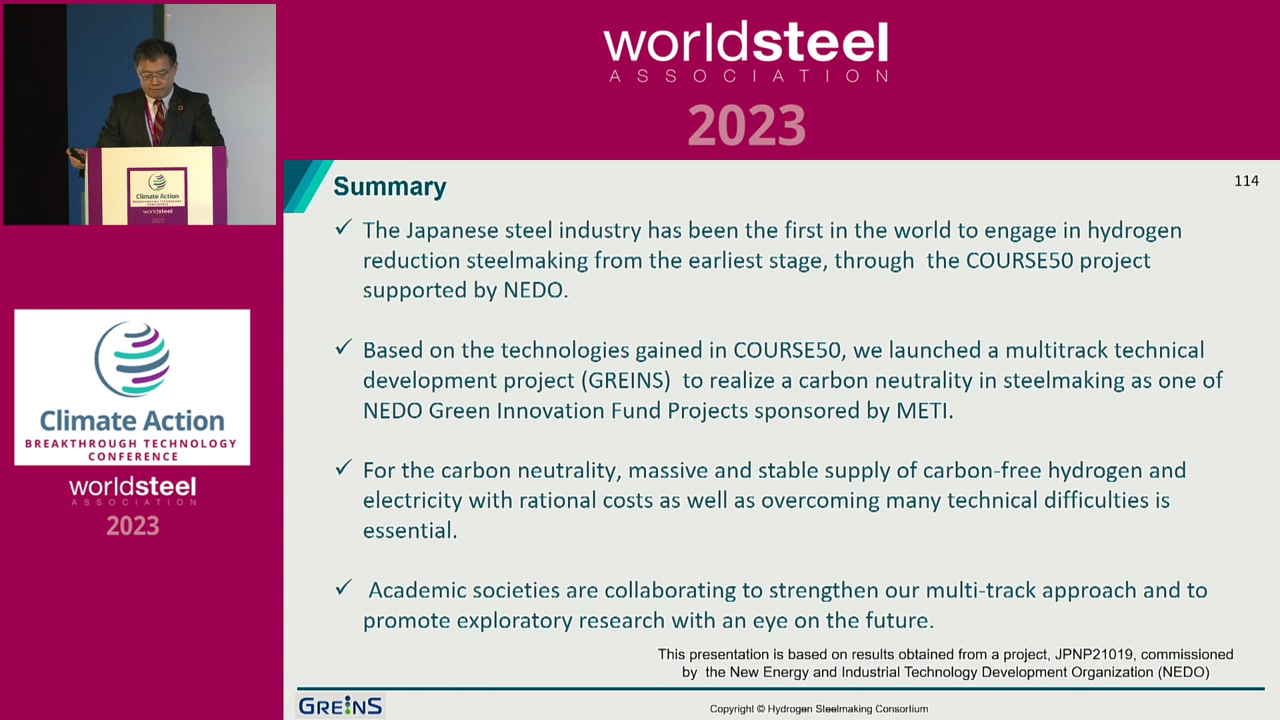 worldsteel
ASSOCIATION
2023
Climate Action
BREAKTHROUGH TECHNOLOGY
CONFERENCE
worldsteel
2023
Climate Action
BREAKTHROUGH TECHNOLOGY
CONFERENCE
worldsteel
ASSOCIATION
2023
Summary
114
✓ The Japanese steel industry has been the first in the world to engage in hydrogen
reduction steelmaking from the earliest stage, through the COURSE50 project
supported by NEDO.
✓ Based on the technologies gained in COURSE50, we launched a multitrack technical
development project (GREINS) to realize a carbon neutrality in steelmaking as one of
NEDO Green Innovation Fund Projects sponsored by METI.
✓ For the carbon neutrality, massive and stable supply of carbon-free hydrogen and
electricity with rational costs as well as overcoming many technical difficulties is
essential.
✓ Academic societies are collaborating to strengthen our multi-track approach and to
promote exploratory research with an eye on the future.
This presentation is based on results obtained from a project, JPNP21019, commissioned
by the New Energy and Industrial Technology Development Organization (NEDO)
GREINS
Copyright © Hydrogen Steelmaking Consortium